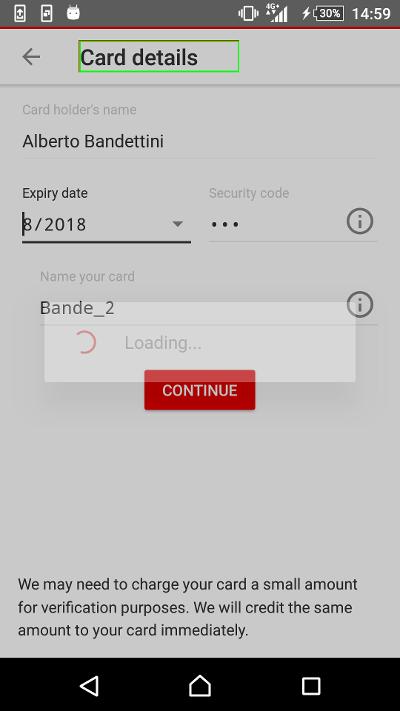 4G+ 30% 14:59
Card details
Card holder's name
Alberto Bandettini
Expiry date Security code
8/2018 •••
Name your card
Bande_2
Loading...
CONTINUE
We may need to charge your card a small amount
for verification purposes. We will credit the same
amount to your card immediately.